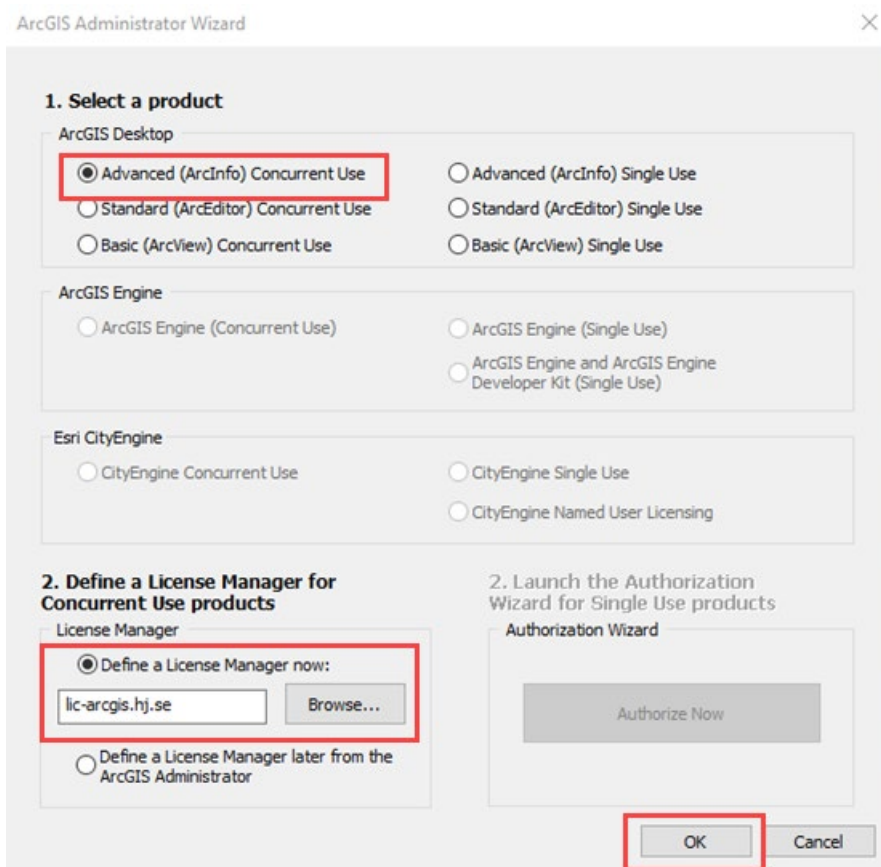 ArcGIS Administrator Wizard
1. Select a product
ArcGIS Desktop
Advanced (ArcInfo) Concurrent Use
Advanced (ArcInfo) Single Use
Standard (ArcEditor) Concurrent Use
Standard (ArcEditor) Single Use
Basic (ArcView) Concurrent Use
Basic (ArcView) Single Use
ArcGIS Engine
ArcGIS Engine (Concurrent Use)
ArcGIS Engine (Single Use)
ArcGIS Engine and ArcGIS Engine
Developer Kit (Single Use)
Esri CityEngine
CityEngine Concurrent Use
CityEngine Single Use
CityEngine Named User Licensing
2. Define a License Manager for
Concurrent Use products
License Manager
Define a License Manager now:
lic-arcgis.hj.se
Browse...
Define a License Manager later from the
ArcGIS Administrator
2. Launch the Authorization
Wizard for Single Use products
Authorization Wizard
Authorize Now
OK
Cancel